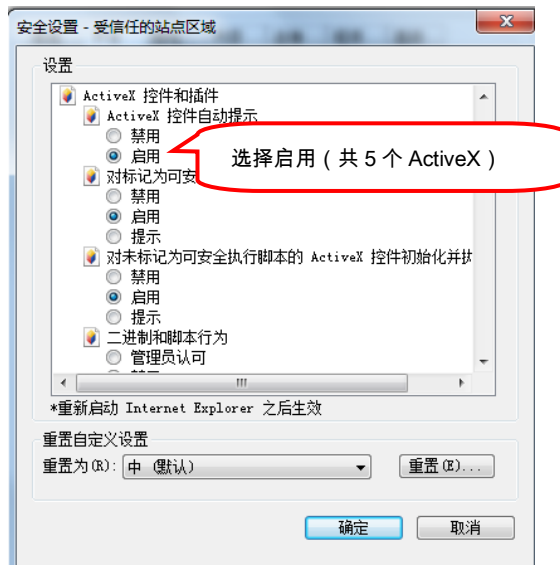 安全设置 - 受信任的站点区域
设置
ActiveX 控件和插件
ActiveX 控件自动提示
禁用
启用
选择启用（共 5 个 ActiveX）
对标记为可安
禁用
启用
提示
对未标记为可安全执行脚本的 ActiveX 控件初始化并执
禁用
启用
提示
二进制和脚本行为
管理员认可
*重新启动 Internet Explorer 之后生效
重置自定义设置
重置为(R):
中 (默认)
重置(E)...
确定
取消